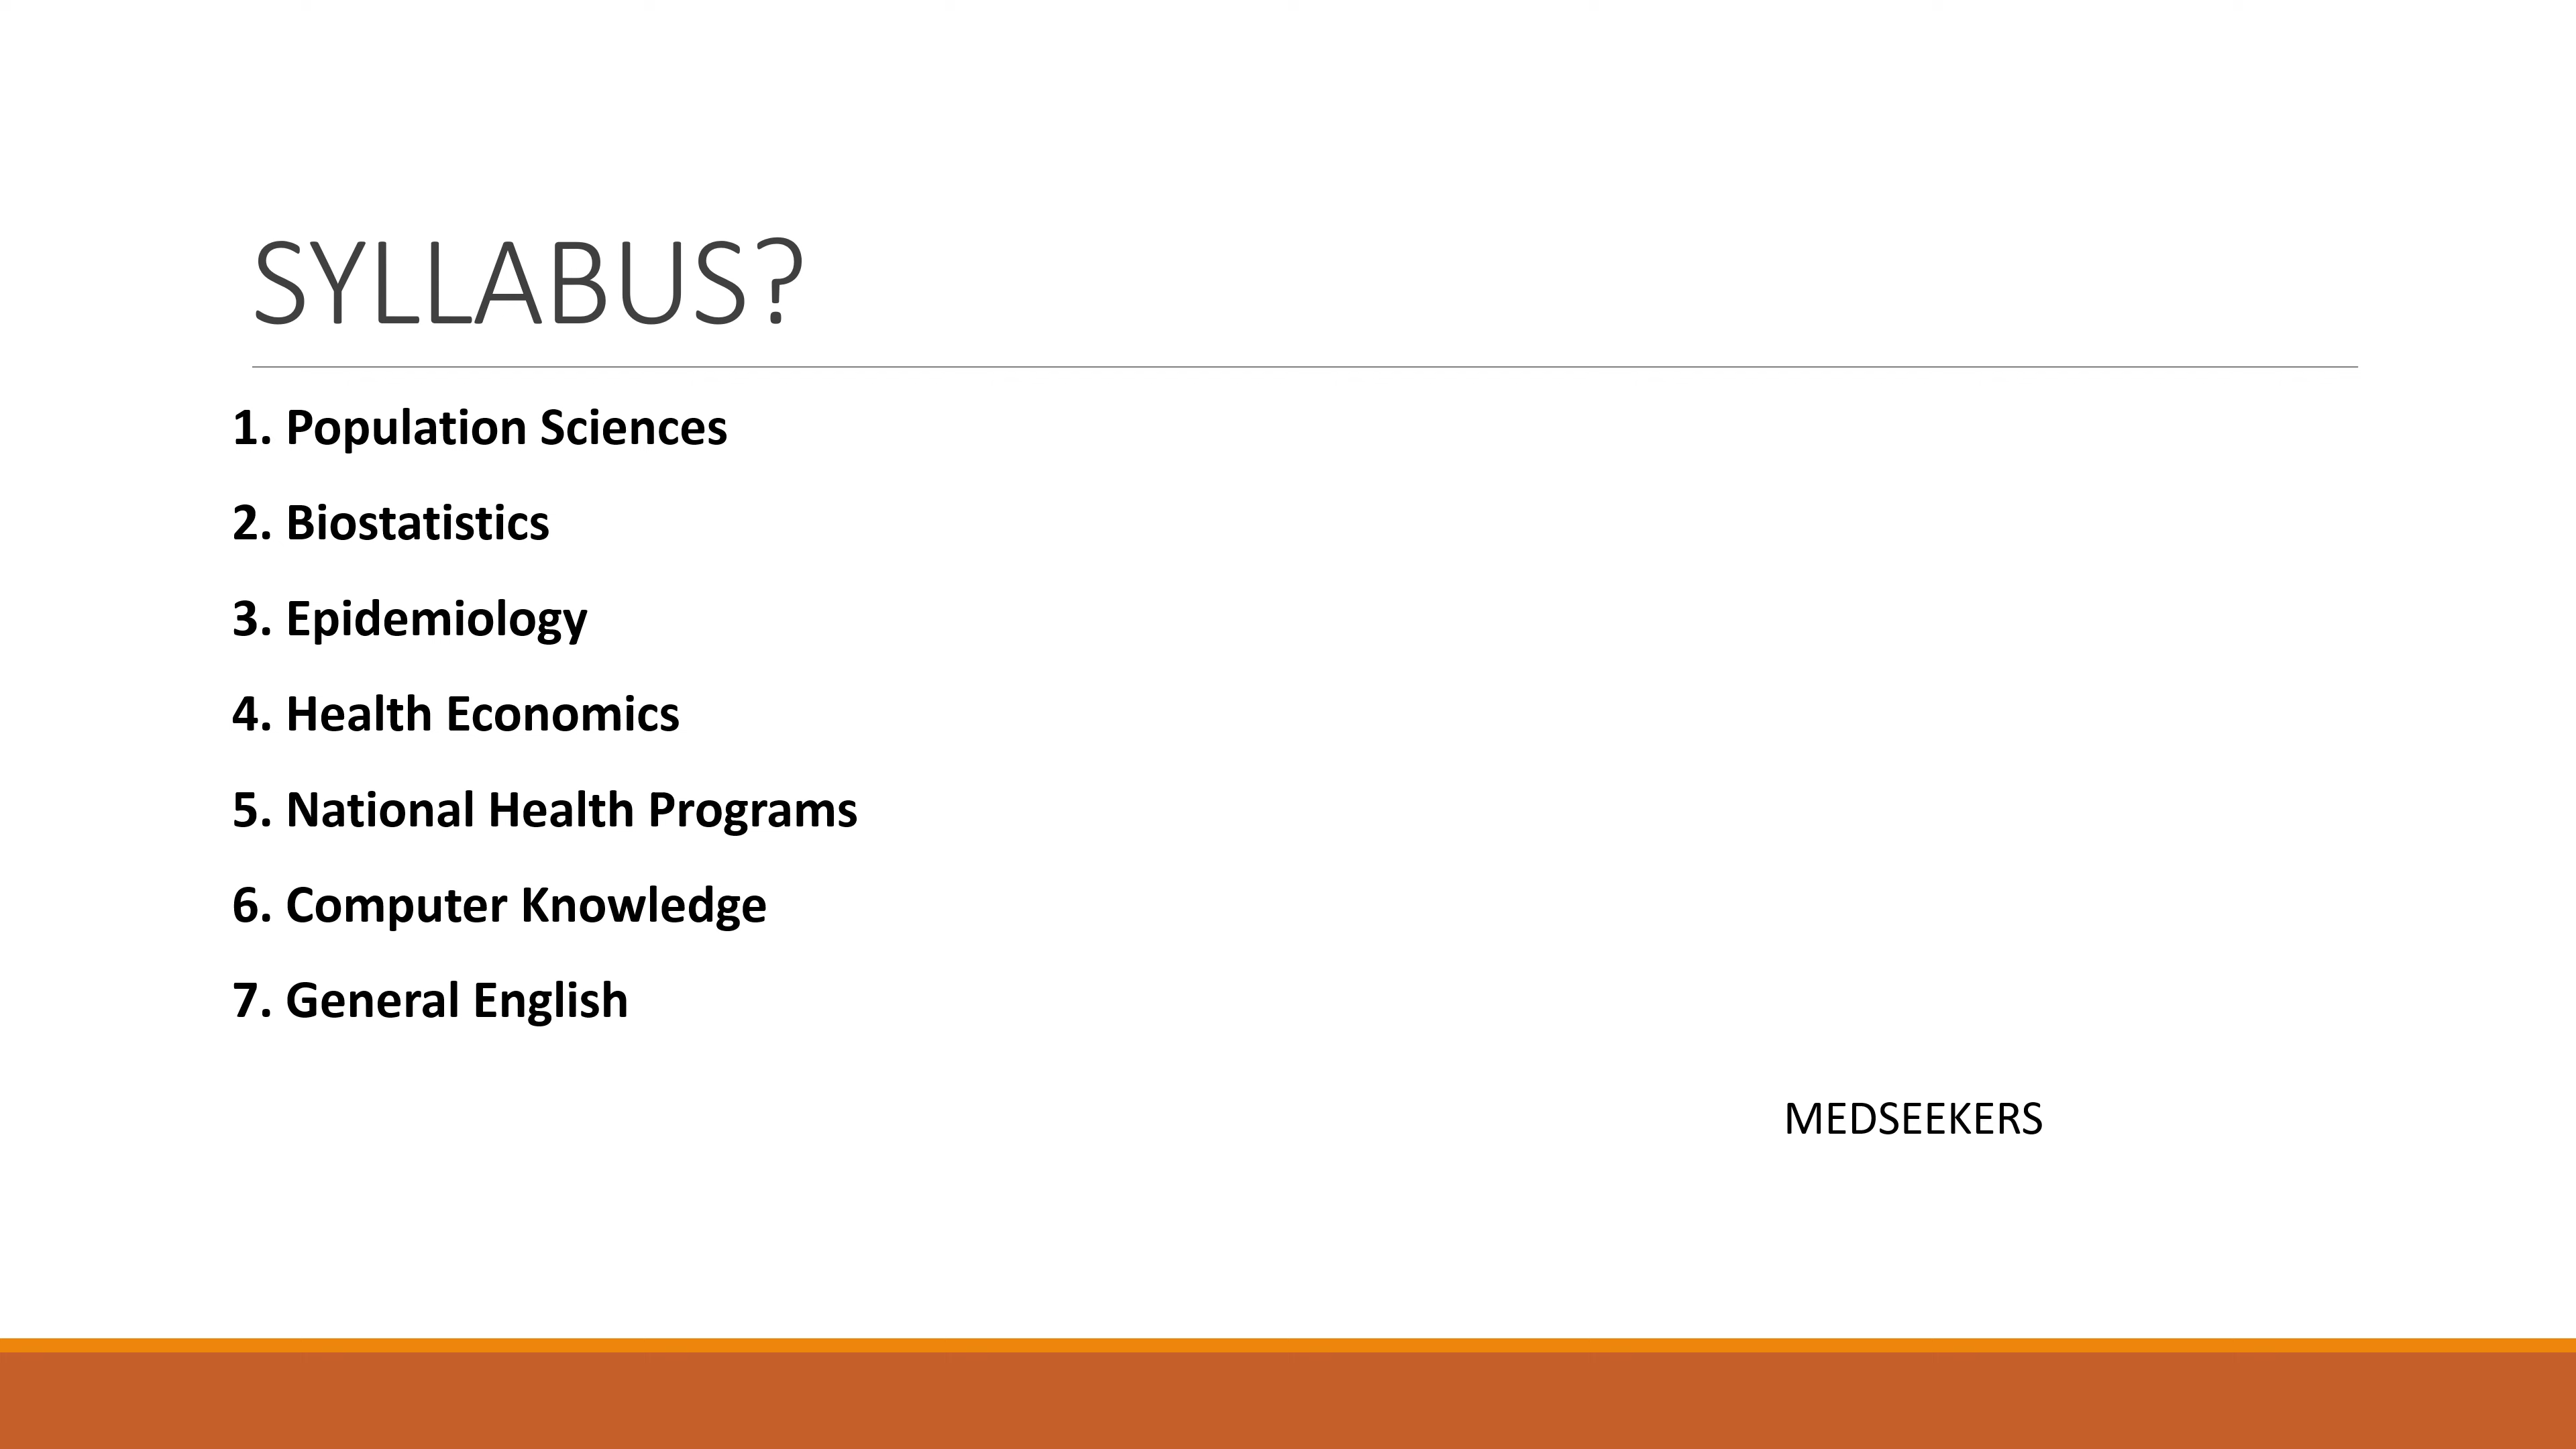 SYLLABUS?
1. Population Sciences
2. Biostatistics
3. Epidemiology
4. Health Economics
5. National Health Programs
6. Computer Knowledge
7. General English
MEDSEEKERS